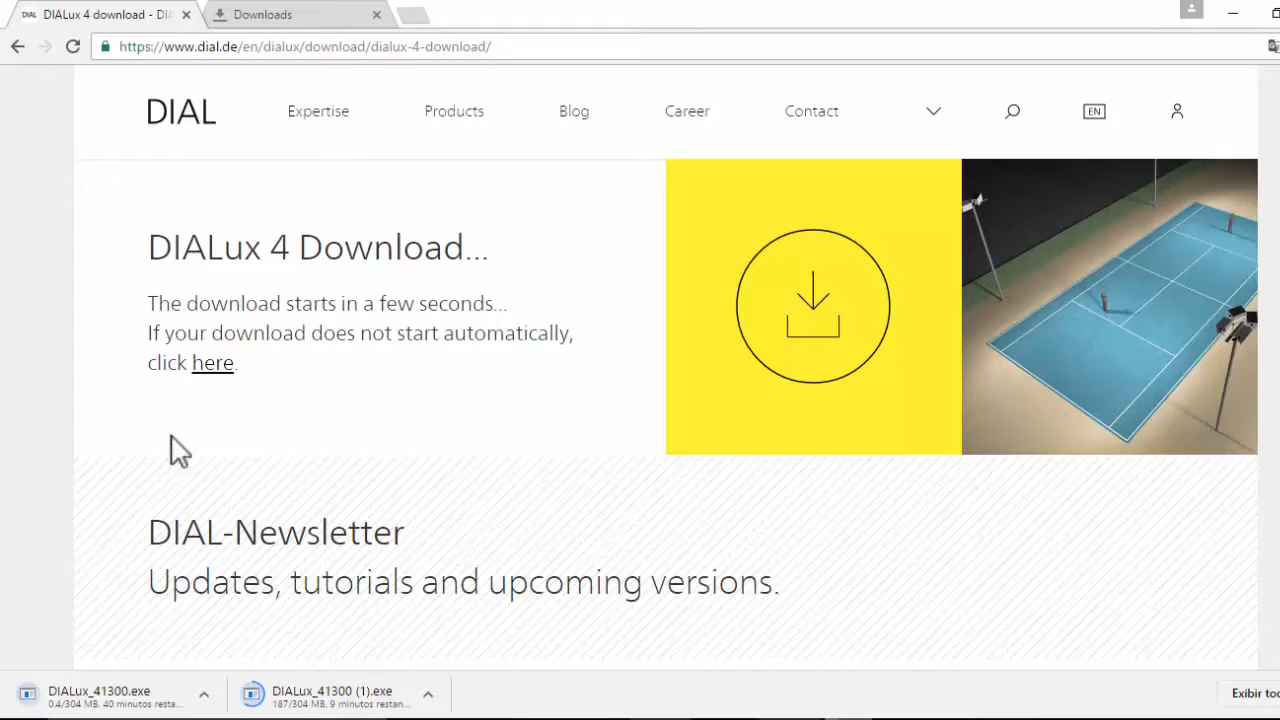 DIAL DIALux 4 download - DI
Downloads
https://www.dial.de/en/dialux/download/dialux-4-download/
DIAL Expertise Products Blog Career Contact EN
DIALux 4 Download...
The download starts in a few seconds...
If your download does not start automatically,
click here.
DIAL-Newsletter
Updates, tutorials and upcoming versions.
DIALux_41300.exe
0.4/304 MB, 40 minutos resta...
DIALux_41300 (1).exe
187/304 MB, 9 minutos restan...
Exibir too